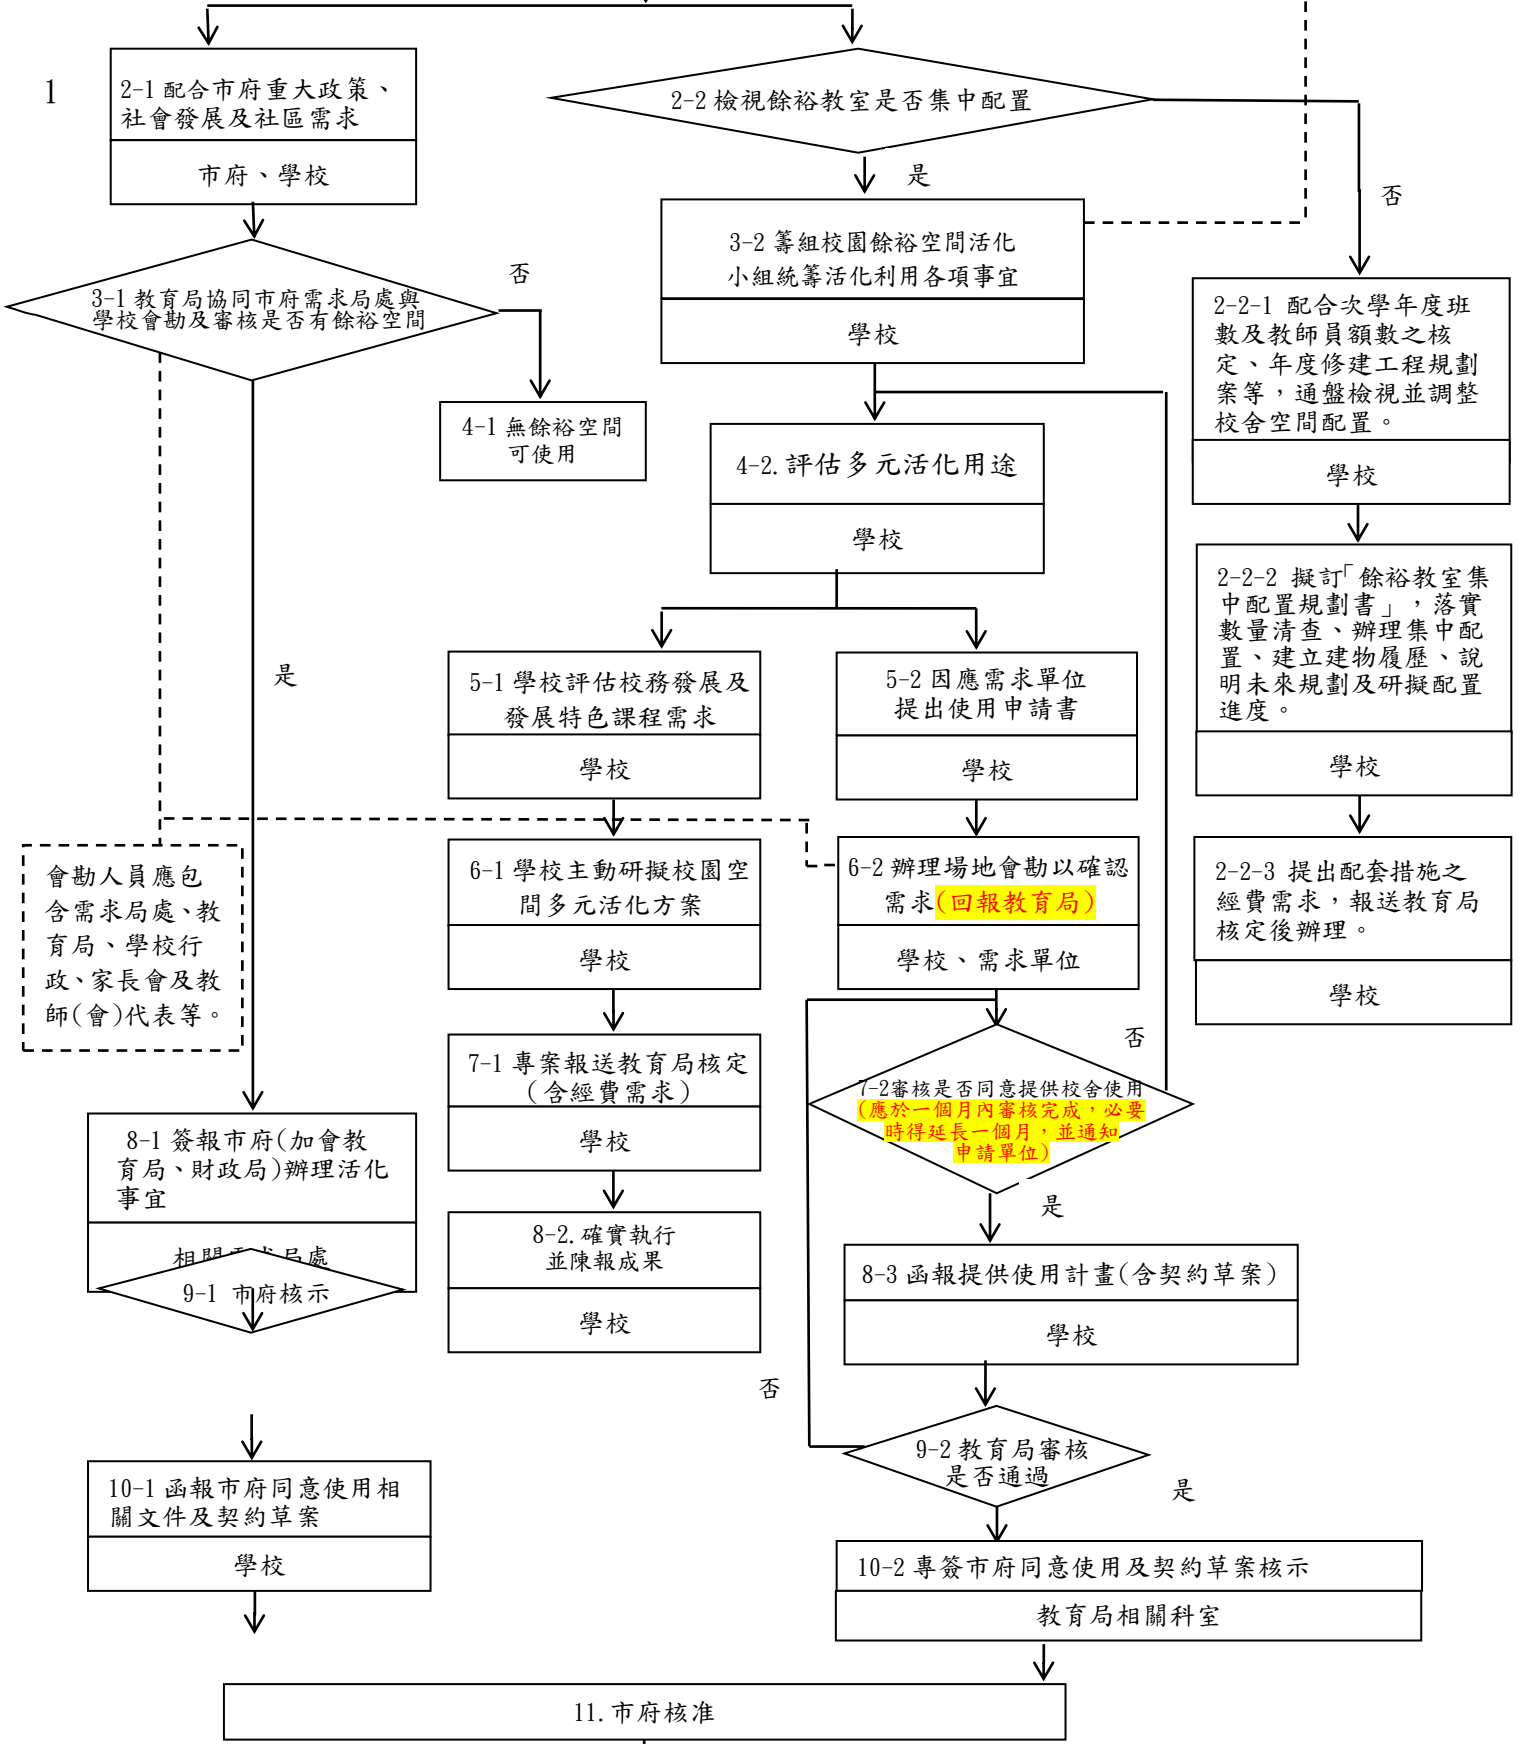 1
2-1 配合市府重大政策、
社會發展及社區需求
市府、學校
2-2 檢視餘裕教室是否集中配置
是
否
3-1 教育局協同市府需求局處與
學校會勘及審核是否有餘裕空間
否
是
4-1 無餘裕空間
可使用
3-2 籌組校園餘裕空間活化
小組統籌活化利用各項事宜
學校
2-2-1 配合次學年度班
數及教師員額數之核
定、年度修建工程規劃
案等，通盤檢視並調整
校舍空間配置。
學校
4-2.評估多元活化用途
學校
2-2-2 擬訂「餘裕教室集
中配置規劃書」，落實
數量清查、辦理集中配
置、建立建物履歷、說
明未來規劃及研擬配置
進度。
學校
5-1 學校評估校務發展及
發展特色課程需求
學校
5-2 因應需求單位
提出使用申請書
學校
2-2-3 提出配套措施之
經費需求，報送教育局
核定後辦理。
學校
會勘人員應包
含需求局處、教
育局、學校行
政、家長會及教
師(會)代表等。
6-1 學校主動研擬校園空
間多元活化方案
學校
6-2 辦理場地會勘以確認
需求(回報教育局)
學校、需求單位
7-1 專案報送教育局核定
(含經費需求)
學校
否
7-2審核是否同意提供校舍使用
(應於一個月內審核完成，必要
時得延長一個月，並通知
申請單位)
是
8-1 簽報市府(加會教
育局、財政局)辦理活化
事宜
相關需求局處
9-1 市府核示
8-2.確實執行
並陳報成果
學校
8-3 函報提供使用計畫(含契約草案)
學校
否
9-2 教育局審核
是否通過
是
10-1 函報市府同意使用相
關文件及契約草案
學校
10-2 專簽市府同意使用及契約草案核示
教育局相關科室
11.市府核准